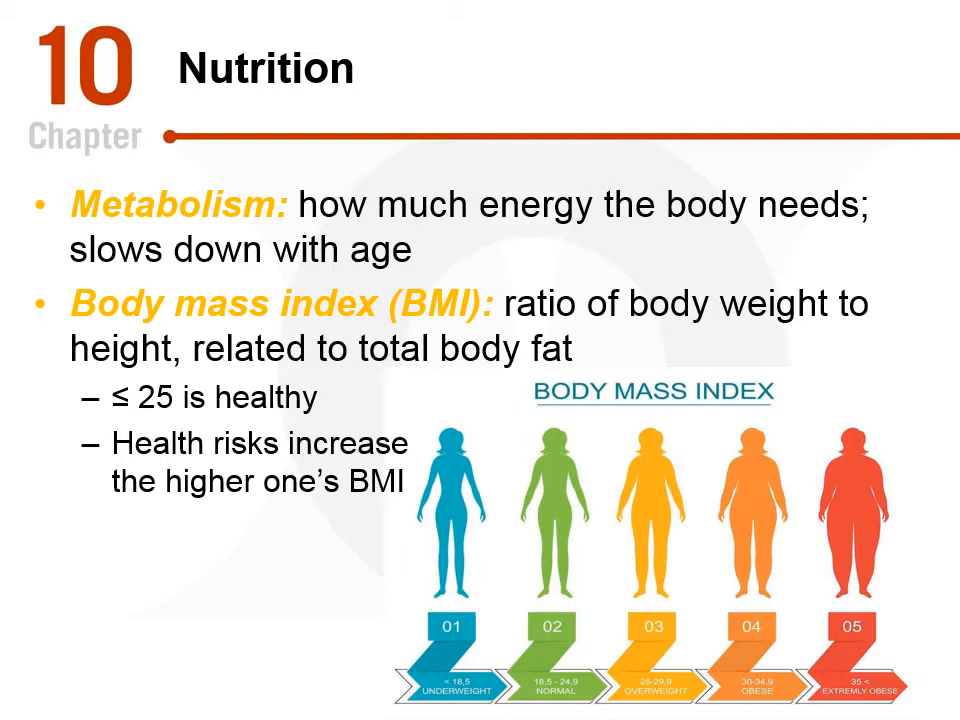 10
Chapter
Nutrition
• Metabolism: how much energy the body needs;
slows down with age
• Body mass index (BMI): ratio of body weight to
height, related to total body fat
– ≤ 25 is healthy
– Health risks increase
the higher one’s BMI
BODY MASS INDEX
01 02 03 04 05
< 18,5 18,5 - 24,9 25-29,9 30-34,9 35 <
UNDERWEIGHT NORMAL OVERWEIGHT OBESE EXTREMLY OBESE